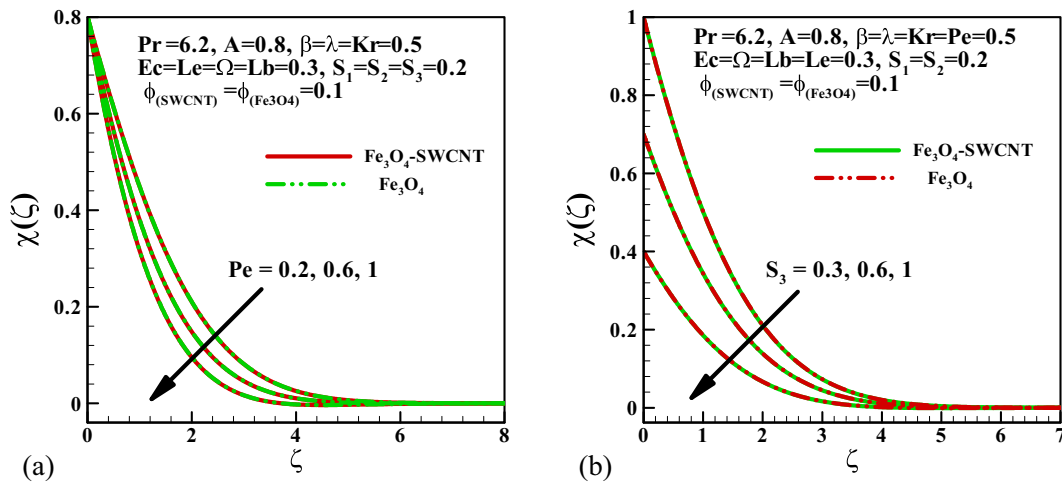 Pr =6.2, A=0.8, β=λ=Kr=0.5
Ec=Le=Ω=Lb=0.3, S₁=S₂=S₃=0.2
ϕ(SWCNT) =ϕ(Fe3O4)=0.1
Fe₃O₄-SWCNT
Fe₃O₄
Pe = 0.2, 0.6, 1
χ(ζ)
0.8
0.6
0.4
0.2
0
0 2 4 6 8
ζ
(a)
Pr =6.2, A=0.8, β=λ=Kr=Pe=0.5
Ec=Ω=Lb=Le=0.3, S₁=S₂=0.2
ϕ(SWCNT) =ϕ(Fe3O4)=0.1
Fe₃O₄-SWCNT
Fe₃O₄
S₃ = 0.3, 0.6, 1
χ(ζ)
1
0.8
0.6
0.4
0.2
0
0 1 2 3 4 5 6 7
ζ
(b)